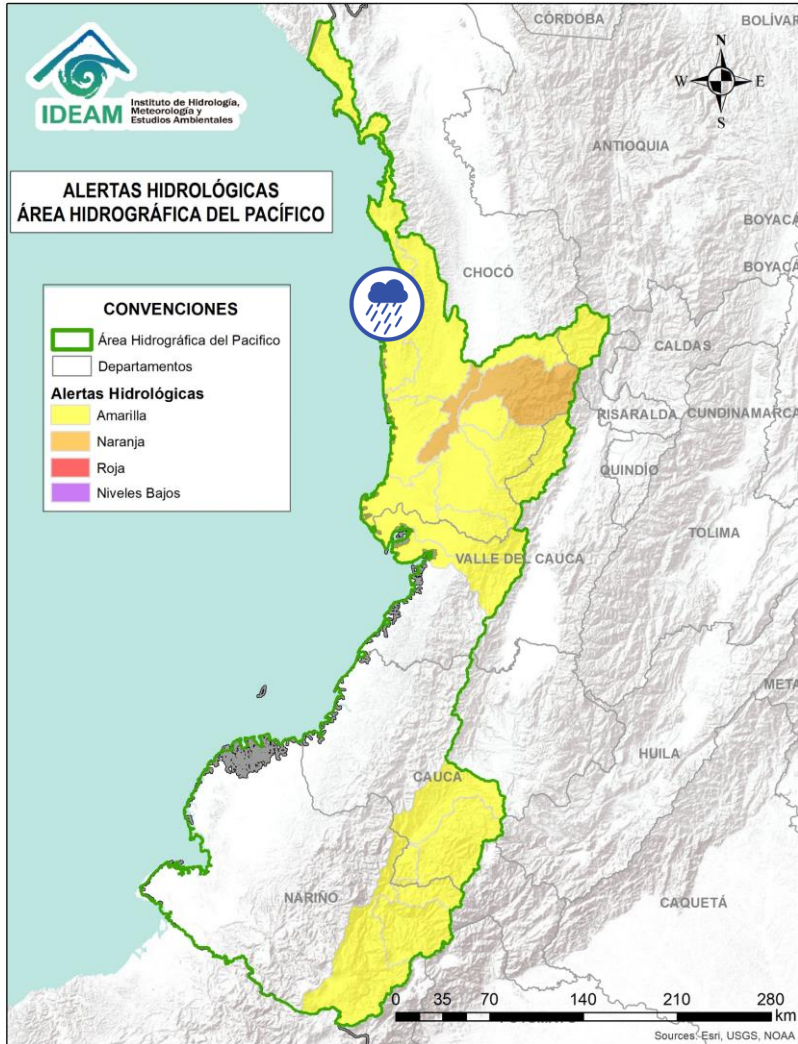 IDEAM
Instituto de Hidrología,
Meteorología y
Estudios Ambientales
CÓRDOBA
BOLÍVAR
N
W
E
S
ANTIOQUIA
ALERTAS HIDROLÓGICAS
ÁREA HIDROGRÁFICA DEL PACÍFICO
BOYACÁ
BOYACÁ
CHOCÓ
CONVENCIONES
Área Hidrográfica del Pacífico
Departamentos
Alertas Hidrológicas
Amarilla
Naranja
Roja
Niveles Bajos
CALDAS
RISARALDA
CUNDINAMARCA
QUINDÍO
TOLIMA
VALLE DEL CAUCA
META
HUILA
CAUCA
NARIÑO
CAQUETÁ
0 35 70 140 210 280
km
Sources: Esri, USGS, NOAA